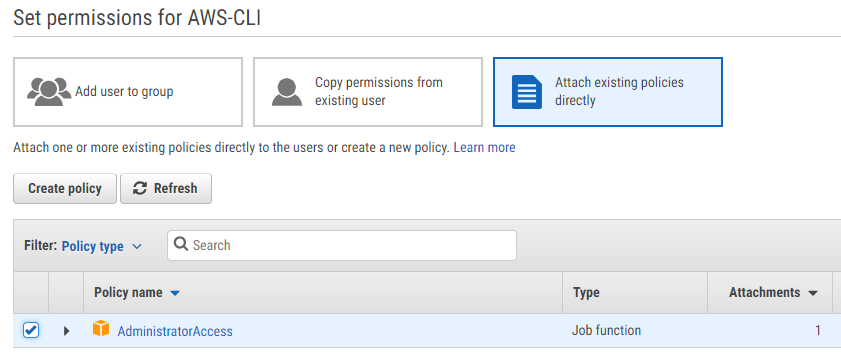 Set permissions for AWS-CLI
Add user to group
Copy permissions from
existing user
Attach existing policies
directly
Attach one or more existing policies directly to the users or create a new policy. Learn more
Create policy
Refresh
Filter: Policy type
Search
Policy name
Type
Attachments
AdministratorAccess
Job function
1